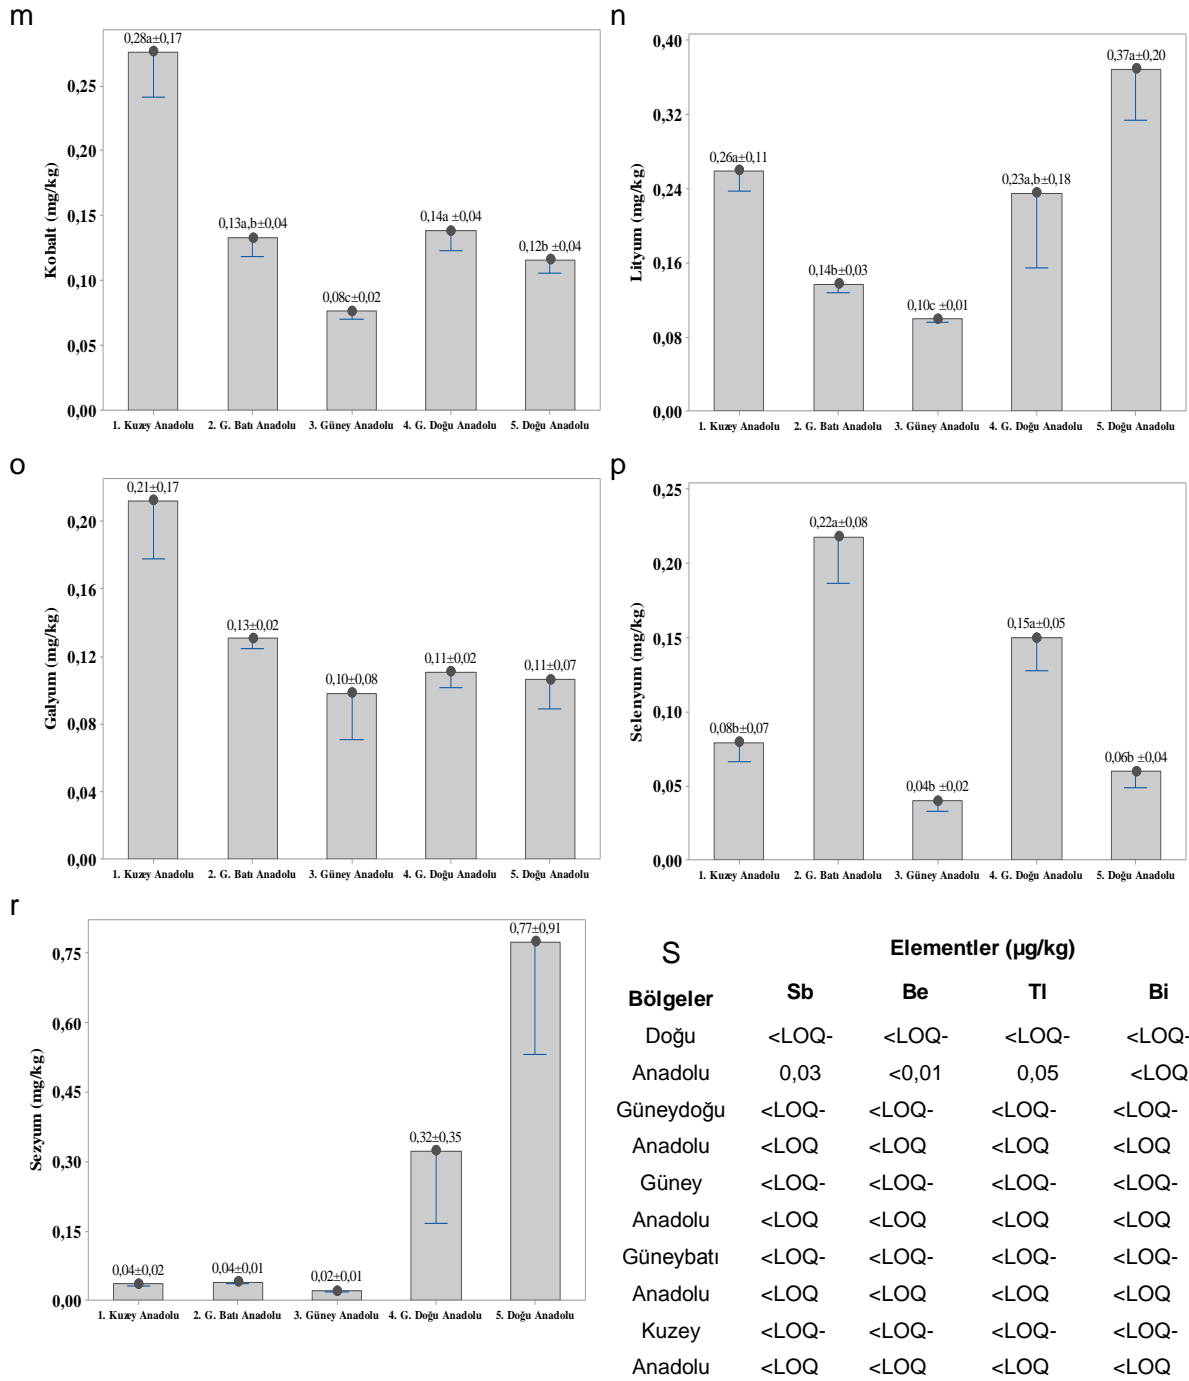 m
0,28a±0,17
0,13a,b±0,04
0,08c±0,02
0,14a ±0,04
0,12b ±0,04
Kobalt (mg/kg)
0,25
0,20
0,15
0,10
0,05
0,00
1. Kuzey Anadolu 2. G. Batı Anadolu 3. Güney Anadolu 4. G. Doğu Anadolu 5. Doğu Anadolu
n
0,26a±0,11
0,14b±0,03
0,10c ±0,01
0,23a,b±0,18
0,37a±0,20
Lityum (mg/kg)
0,40
0,32
0,24
0,16
0,08
0,00
1. Kuzey Anadolu 2. G. Batı Anadolu 3. Güney Anadolu 4. G. Doğu Anadolu 5. Doğu Anadolu
o
0,21±0,17
0,13±0,02
0,10±0,08
0,11±0,02
0,11±0,07
Galyum (mg/kg)
0,20
0,16
0,12
0,08
0,04
0,00
1. Kuzey Anadolu 2. G. Batı Anadolu 3. Güney Anadolu 4. G. Doğu Anadolu 5. Doğu Anadolu
p
0,08b±0,07
0,22a±0,08
0,04b ±0,02
0,15a±0,05
0,06b ±0,04
Selenyum (mg/kg)
0,25
0,20
0,15
0,10
0,05
0,00
1. Kuzey Anadolu 2. G. Batı Anadolu 3. Güney Anadolu 4. G. Doğu Anadolu 5. Doğu Anadolu
r
0,04±0,02
0,04±0,01
0,02±0,01
0,32±0,35
0,77±0,91
Sezyum (mg/kg)
0,75
0,60
0,45
0,30
0,15
0,00
1. Kuzey Anadolu 2. G. Batı Anadolu 3. Güney Anadolu 4. G. Doğu Anadolu 5. Doğu Anadolu
S
Elementler (µg/kg)
Bölgeler Sb Be Tl Bi
Doğu <LOQ- <LOQ- <LOQ- <LOQ-
Anadolu 0,03 <0,01 0,05 <LOQ
Güneydoğu <LOQ- <LOQ- <LOQ- <LOQ-
Anadolu <LOQ <LOQ <LOQ <LOQ
Güney <LOQ- <LOQ- <LOQ- <LOQ-
Anadolu <LOQ <LOQ <LOQ <LOQ
Güneybatı <LOQ- <LOQ- <LOQ- <LOQ-
Anadolu <LOQ <LOQ <LOQ <LOQ
Kuzey <LOQ- <LOQ- <LOQ- <LOQ-
Anadolu <LOQ <LOQ <LOQ <LOQ